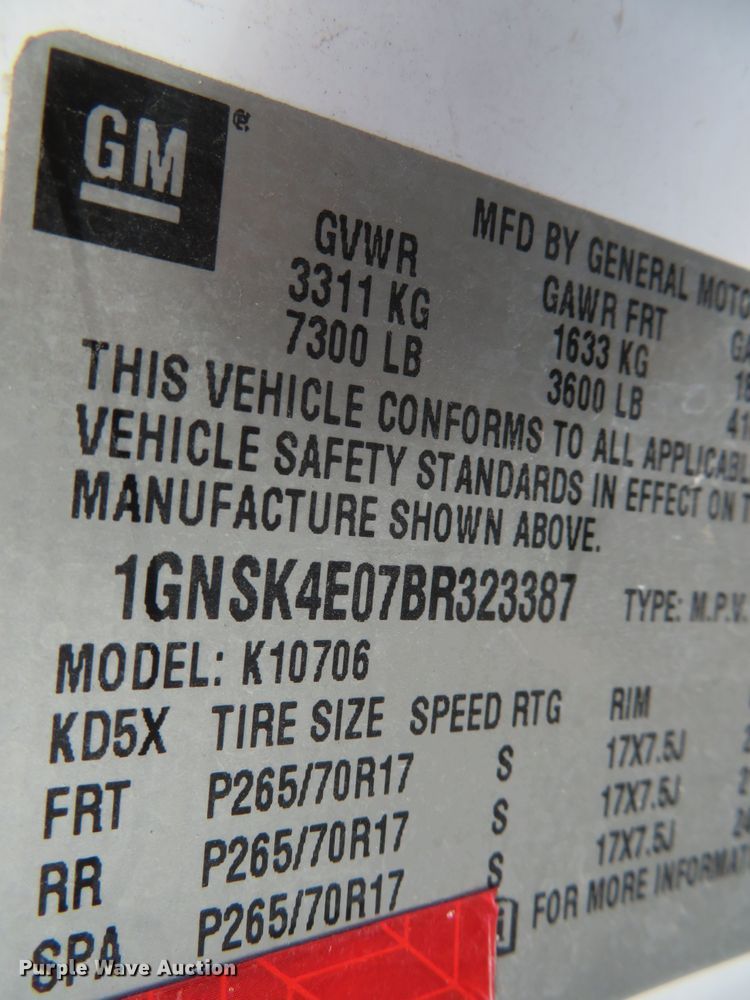 GM
MFD BY GENERAL
GVWR GAWR FRT
3311 KG 1633 KG
7300 LB 3600 LB
THIS VEHICLE CONFORMS TO ALL
VEHICLE SAFETY STANDARDS IN EFFECT ON
MANUFACTURE SHOWN ABOVE.
1GNSK4E07BR323387 TYPE: M.P.V.
MODEL: K10706
KD5X TIRE SIZE SPEED RTG RIM
FRT P265/70R17 S 17X7.5J
RR P265/70R17 S 17X7.5J
SPA P265/70R17 S 17X7.5J
FOR MORE
Purple Wave Auction